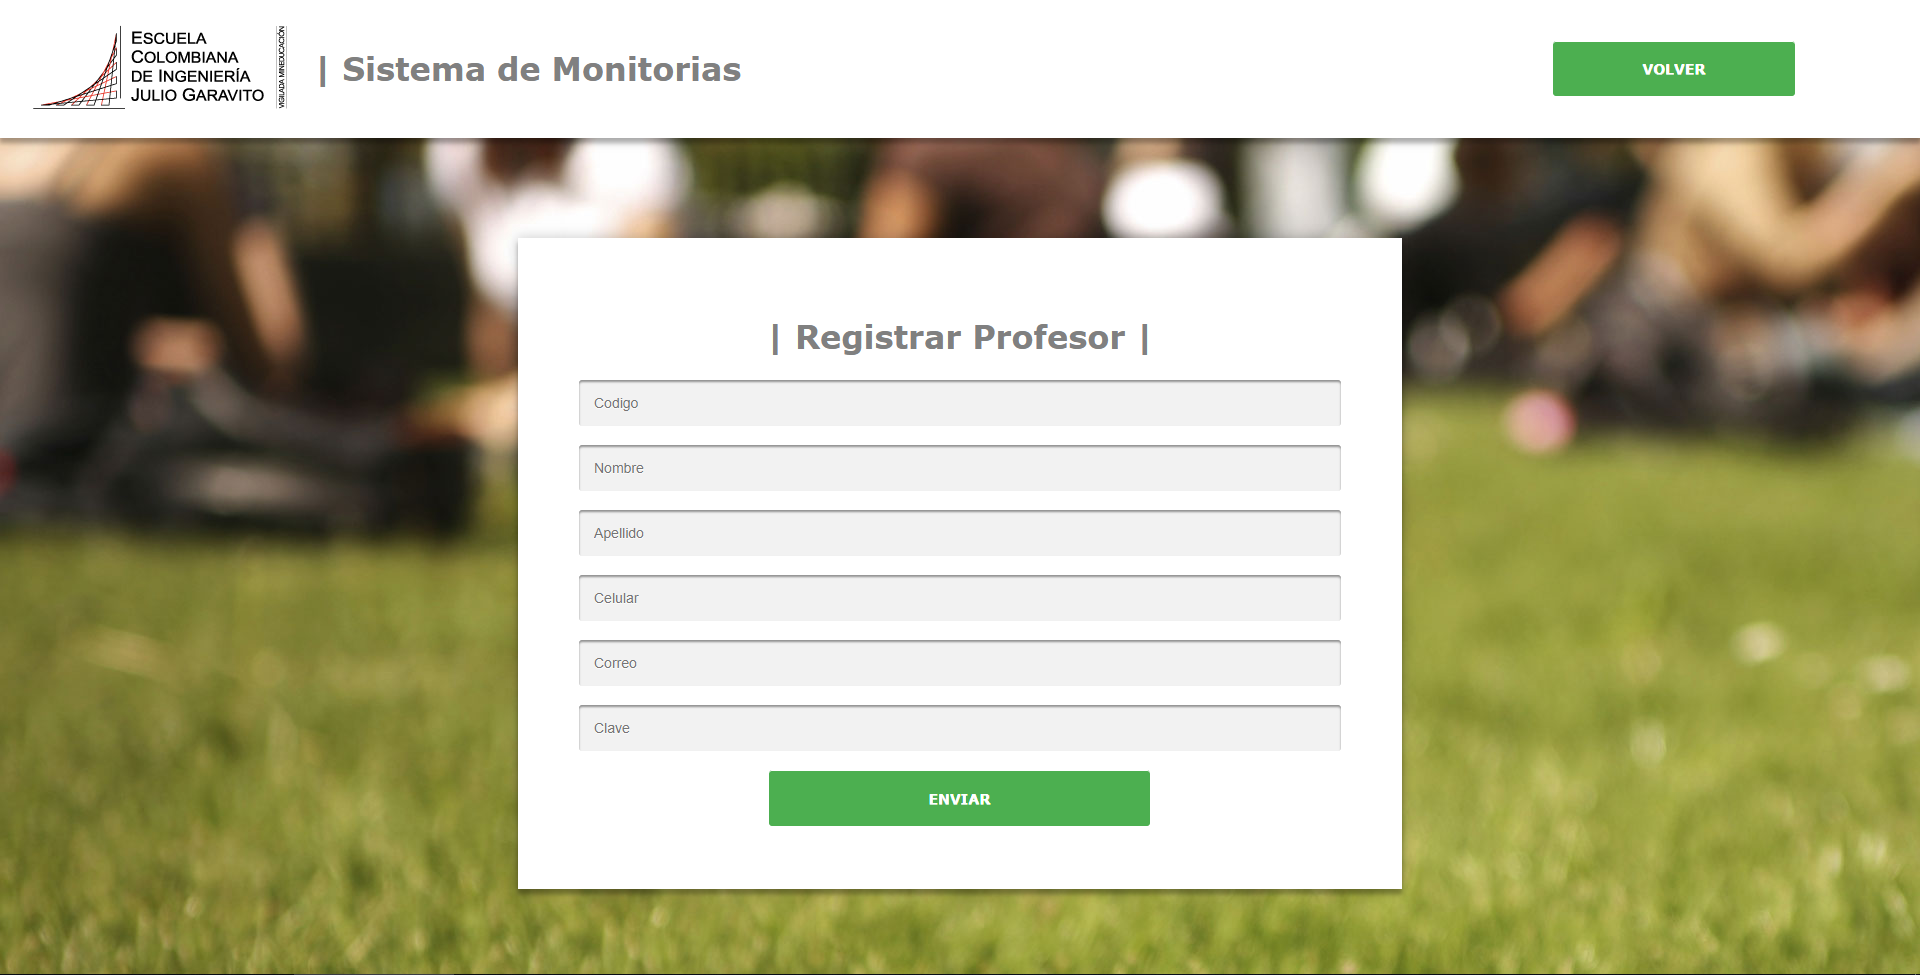 ESCUELA
COLOMBIANA
DE INGENIERÍA
JULIO GARAVITO
VIGILADA MINEDUCACIÓN
| Sistema de Monitorias
VOLVER
| Registrar Profesor |
Codigo
Nombre
Apellido
Celular
Correo
Clave
ENVIAR